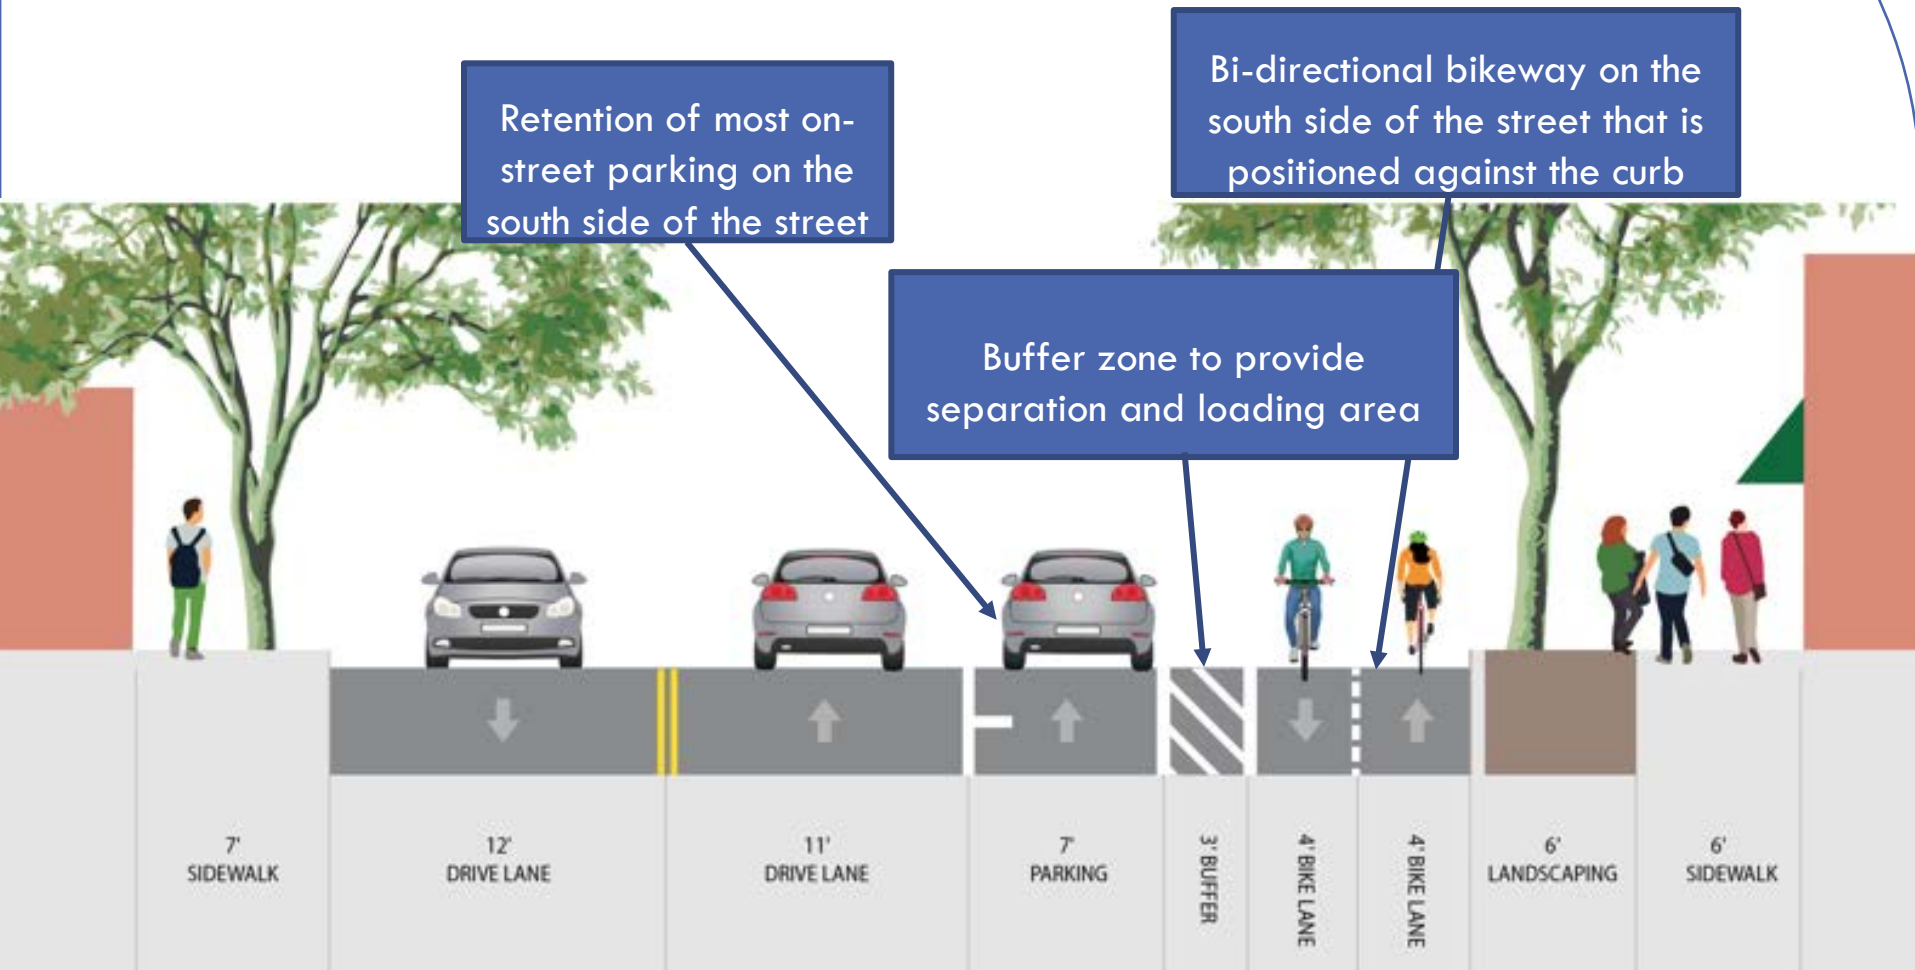 Retention of most on-
street parking on the
south side of the street
Bi-directional bikeway on the
south side of the street that is
positioned against the curb
Buffer zone to provide
separation and loading area
7'
SIDEWALK
12'
DRIVE LANE
11'
DRIVE LANE
7'
PARKING
3' BUFFER
4' BIKE LANE
4' BIKE LANE
6'
LANDSCAPING
6'
SIDEWALK